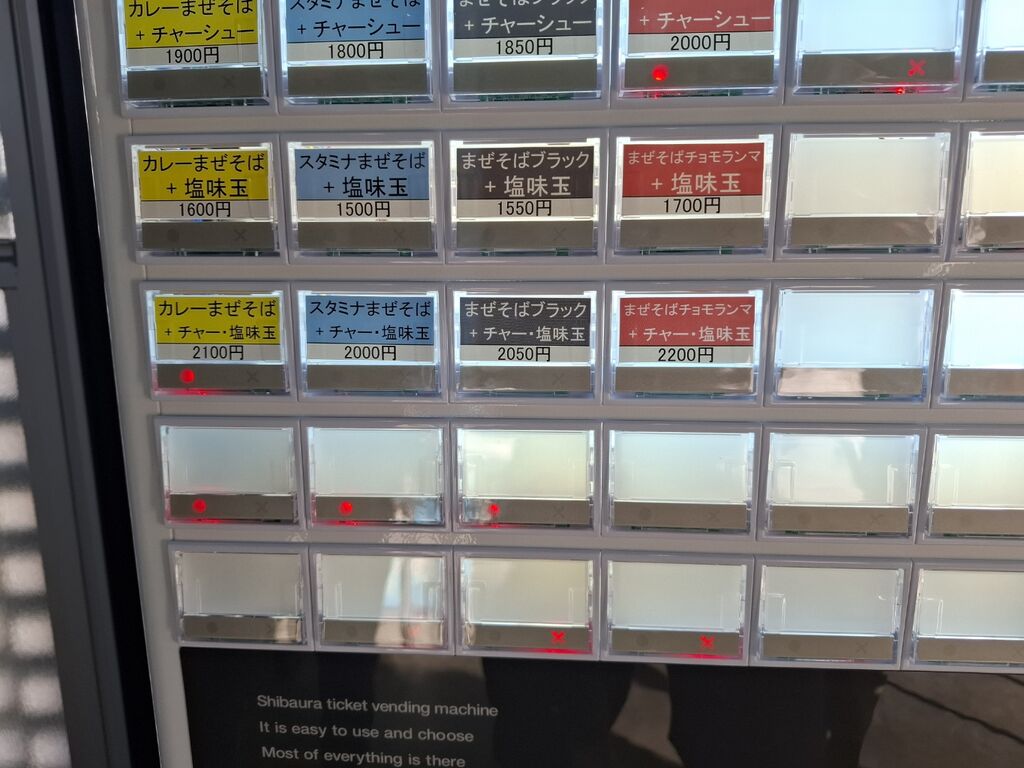 カレーまぜそば
+ チャーシュー
1900円
スタミナまぜそば
+ チャーシュー
1800円
まぜそばブラック
+ チャーシュー
1850円
+ チャーシュー
2000円
カレーまぜそば
+ 塩味玉
1600円
スタミナまぜそば
+ 塩味玉
1500円
まぜそばブラック
+ 塩味玉
1550円
まぜそばチョモランマ
+ 塩味玉
1700円
カレーまぜそば
+ チャー・塩味玉
2100円
スタミナまぜそば
+ チャー・塩味玉
2000円
まぜそばブラック
+ チャー・塩味玉
2050円
まぜそばチョモランマ
+ チャー・塩味玉
2200円
Shibaura ticket vending machine
It is easy to use and choose
Most of everything is there